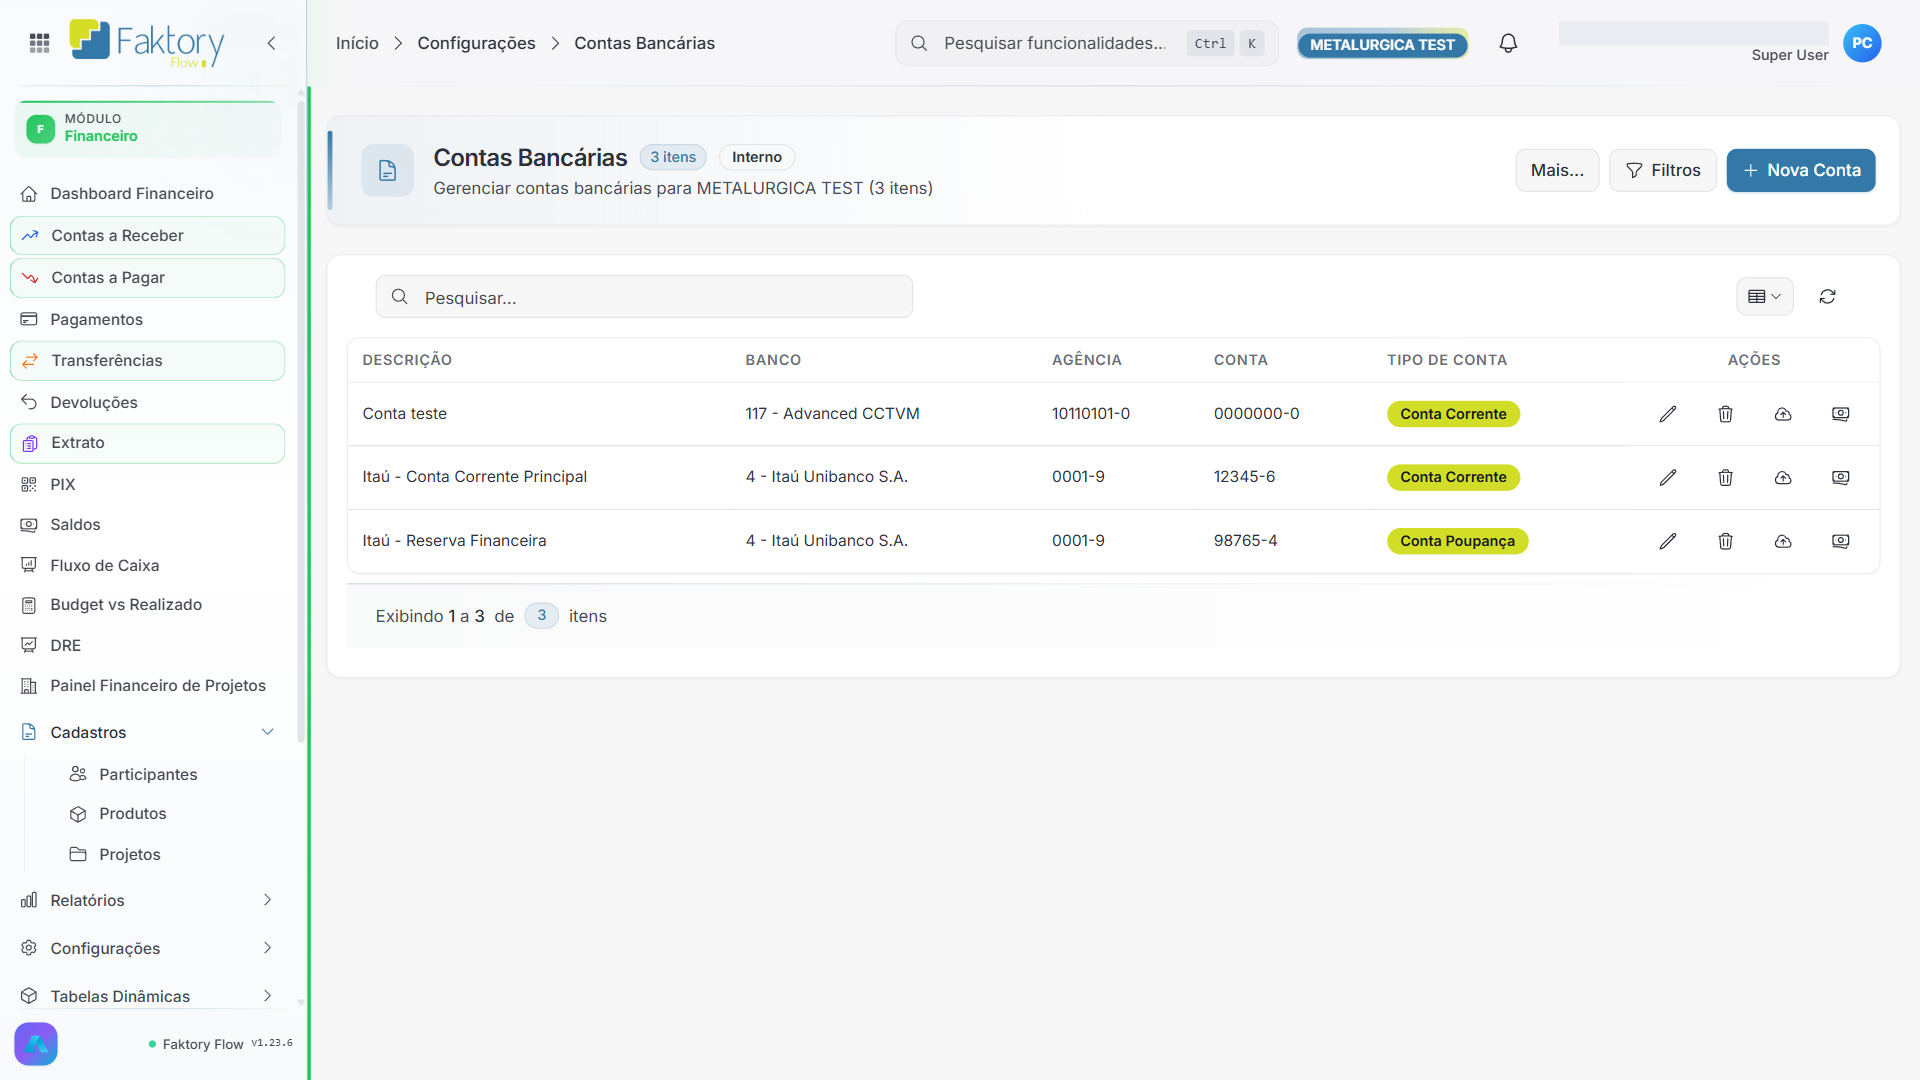 Faktory
Flow
Início
Configurações
Contas Bancárias
Pesquisar funcionalidades...
Ctrl
K
METALURGICA TEST
Super User
PC
F
MÓDULO
Financeiro
Dashboard Financeiro
Contas a Receber
Contas a Pagar
Pagamentos
Transferências
Devoluções
Extrato
PIX
Saldos
Fluxo de Caixa
Budget vs Realizado
DRE
Painel Financeiro de Projetos
Cadastros
Participantes
Produtos
Projetos
Relatórios
Configurações
Tabelas Dinâmicas
Faktory Flow v1.23.6
Contas Bancárias
3 itens
Interno
Gerenciar contas bancárias para METALURGICA TEST (3 itens)
Mais...
Filtros
Nova Conta
Pesquisar...
DESCRIÇÃO BANCO AGÊNCIA CONTA TIPO DE CONTA AÇÕES
Conta teste 117 - Advanced CCTVM 10110101-0 0000000-0 Conta Corrente
Itaú - Conta Corrente Principal 4 - Itaú Unibanco S.A. 0001-9 12345-6 Conta Corrente
Itaú - Reserva Financeira 4 - Itaú Unibanco S.A. 0001-9 98765-4 Conta Poupança
Exibindo 1 a 3 de 3 itens